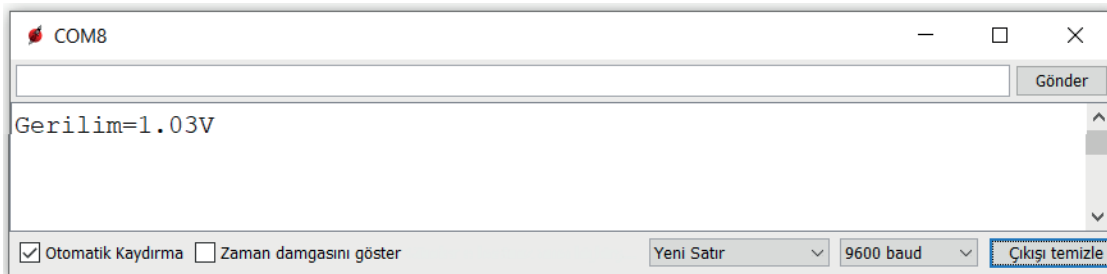 COM8
Gönder
Gerilim=1.03V
Otomatik Kaydırma Zaman damgasını göster Yeni Satır 9600 baud Çıkışı temizle